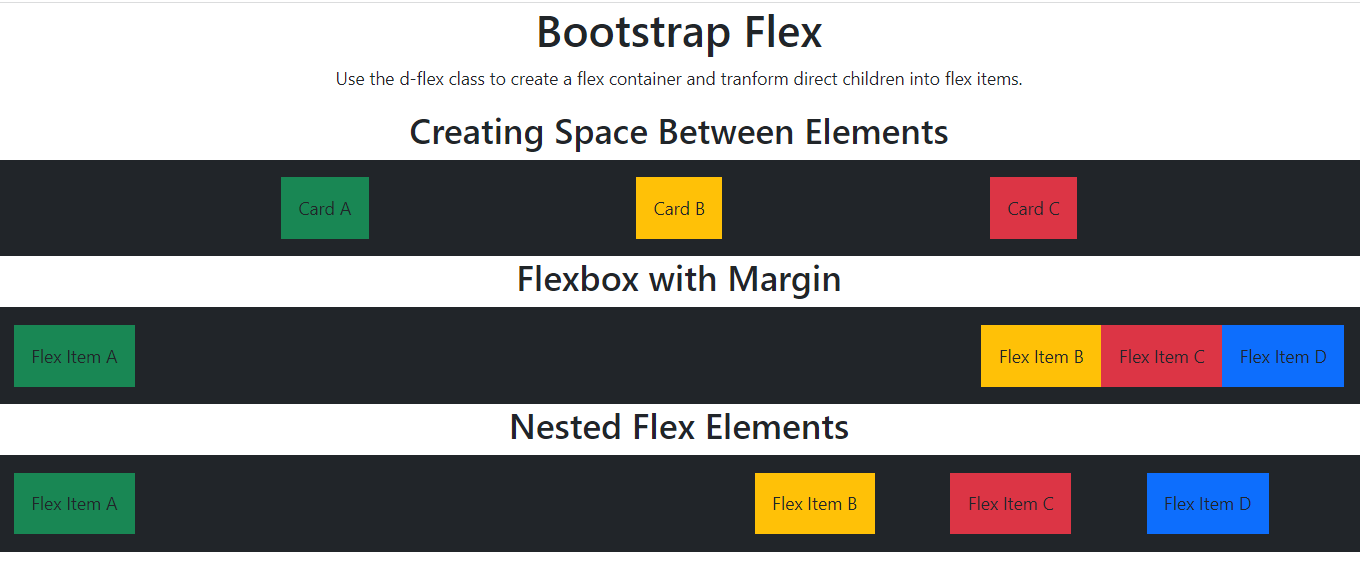 Bootstrap Flex
Use the d-flex class to create a flex container and tranform direct children into flex items.
Creating Space Between Elements
Card A Card B Card C
Flexbox with Margin
Flex Item A Flex Item B Flex Item C Flex Item D
Nested Flex Elements
Flex Item A Flex Item B Flex Item C Flex Item D